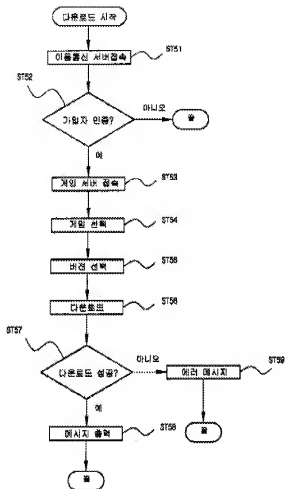 다운로드 시작
이동통신 서버접속
ST51
ST52
가입자 인증?
아니오
끝
예
게임 서버 접속
ST53
게임 선택
ST54
버전 선택
ST55
다운로드
ST56
ST57
다운로드 성공?
아니오
에러 메시지
ST59
예
끝
메시지 출력
ST58
끝